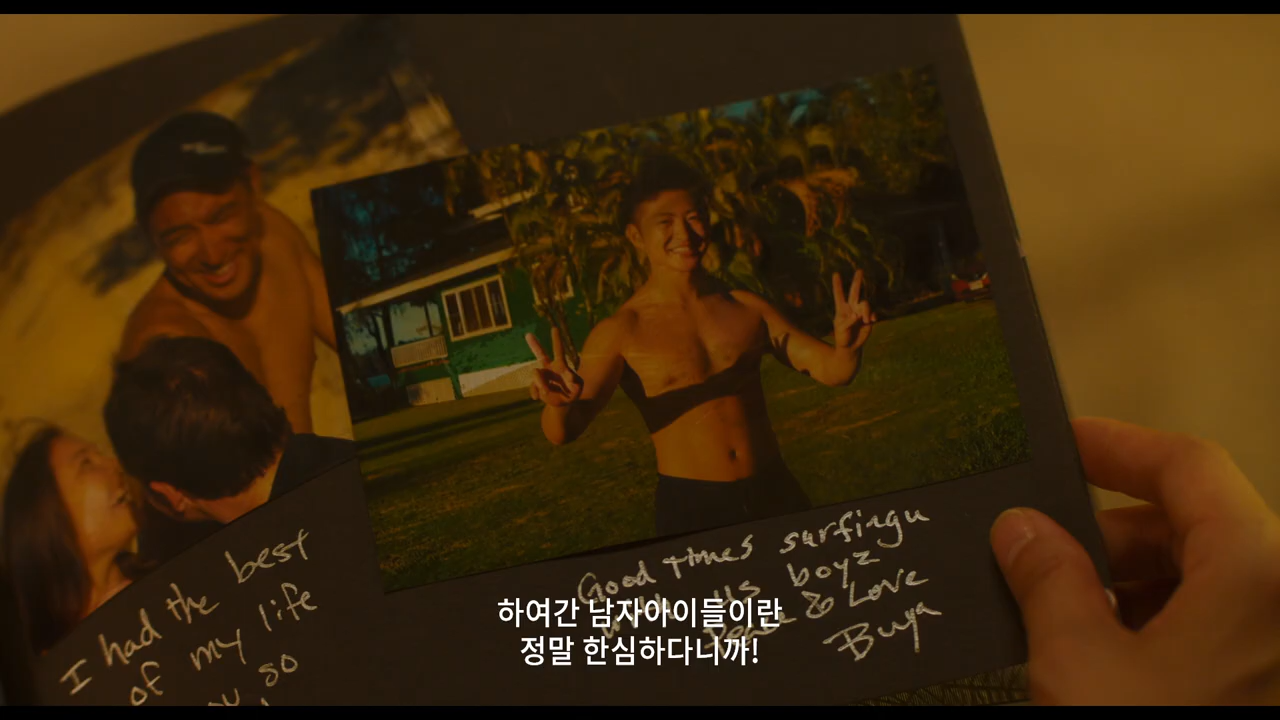 I had the best
of my life
so
Good Times surfingu
boyz
& Love
Buya
하여간 남자아이들이란
정말 한심하다니까!